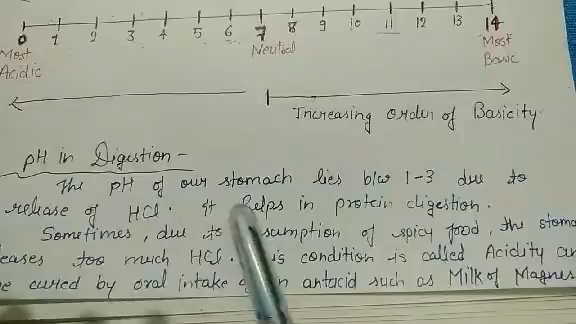 0 1 2 3 4 5 6 7 8 9 10 11 12 13 14
Most Neutral Most
Acidic Basic
Increasing order of Basicity.
pH in Digestion -
The pH of our stomach lies b/w 1-3 due to
release of HCl. It helps in protein digestion.
Sometimes, due to sumption of spicy food, the stoma
eases too much HCl. is condition is called Acidity an
e cured by oral intake n antacid such as Milk of Magnes